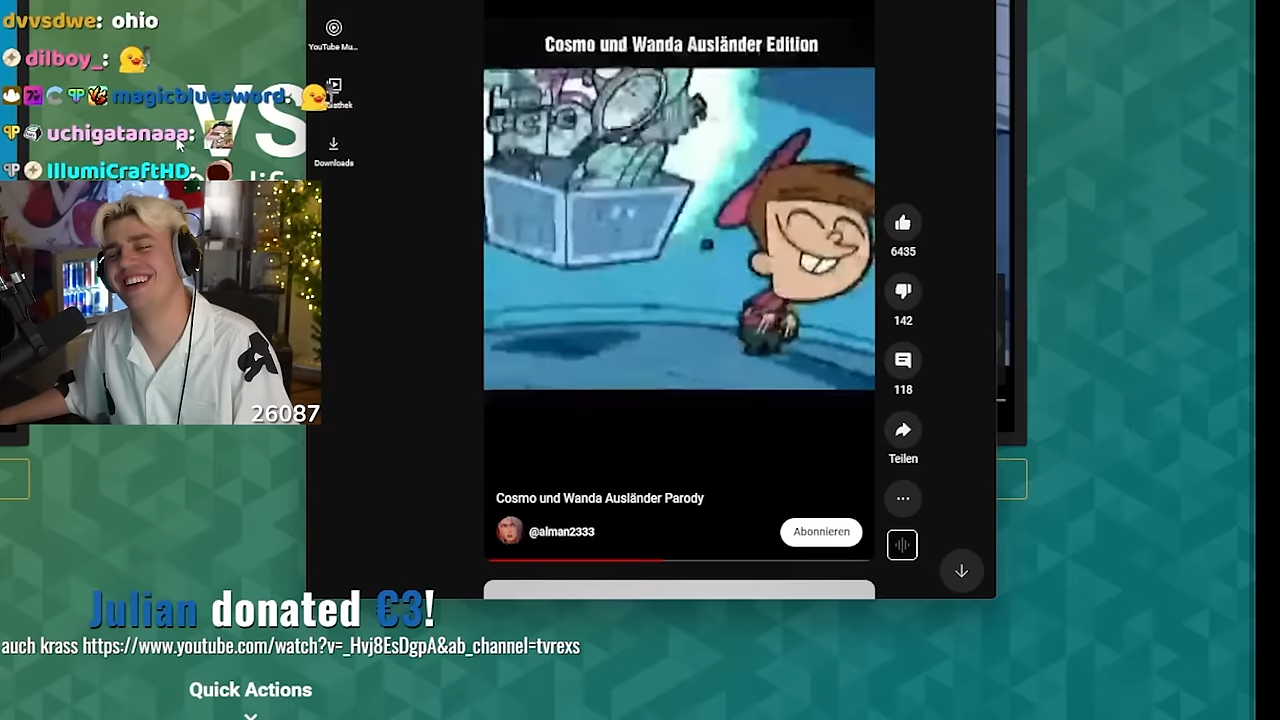 dvvsdwe: ohio
dilboy_:
magicbluesword:
uchigatanaaa:
IllumiCraftHD:
vs
26087
YouTube Mu...
Downloads
Cosmo und Wanda Ausländer Edition
6435
142
118
Teilen
Cosmo und Wanda Ausländer Parody
@alman2333
Abonnieren
Julian donated €3!
auch krass https://www.youtube.com/watch?v=_Hvj8EsDgpA&ab_channel=tvrexs
Quick Actions